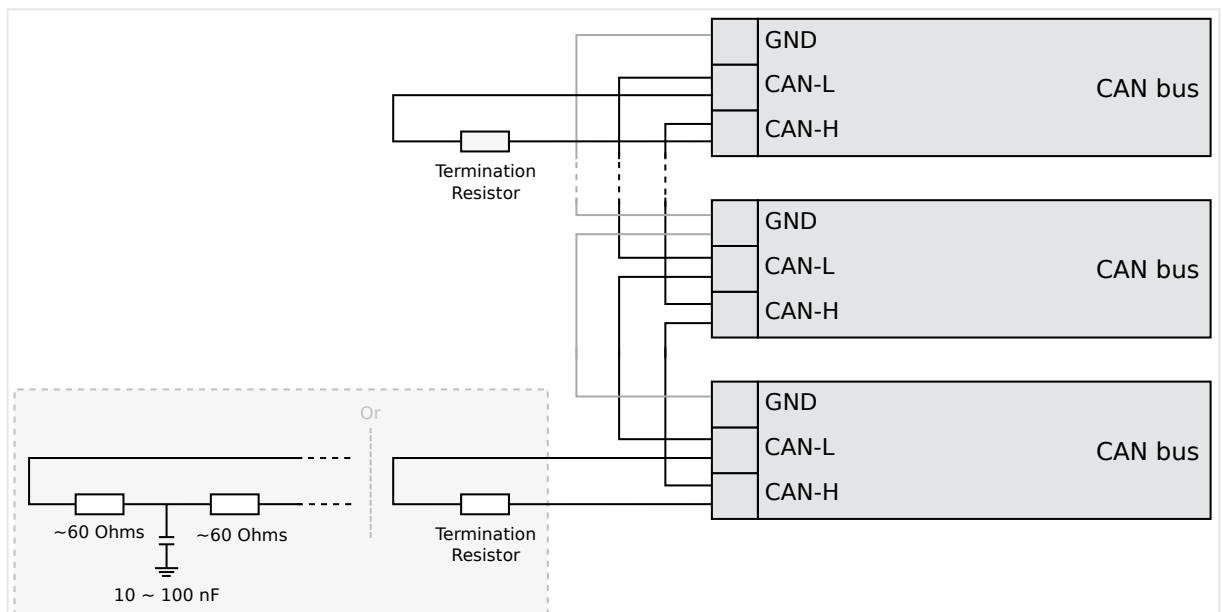 GND
CAN-L
CAN bus
CAN-H
Termination
Resistor
GND
CAN-L
CAN bus
CAN-H
GND
Or
CAN-L
CAN bus
CAN-H
~60 Ohms
~60 Ohms
Termination
Resistor
10 ~ 100 nF